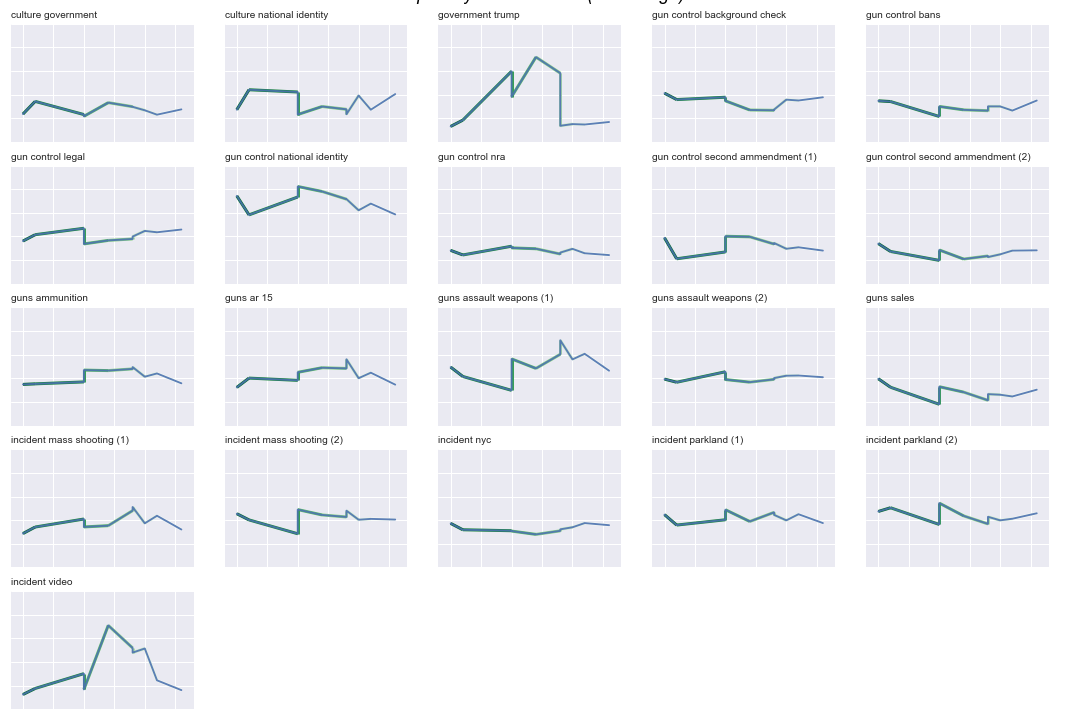 culture government
culture national identity
government trump
gun control background check
gun control bans
gun control legal
gun control national identity
gun control nra
gun control second ammendment (1)
gun control second ammendment (2)
guns ammunition
guns ar 15
guns assault weapons (1)
guns assault weapons (2)
guns sales
incident mass shooting (1)
incident mass shooting (2)
incident nyc
incident parkland (1)
incident parkland (2)
incident video